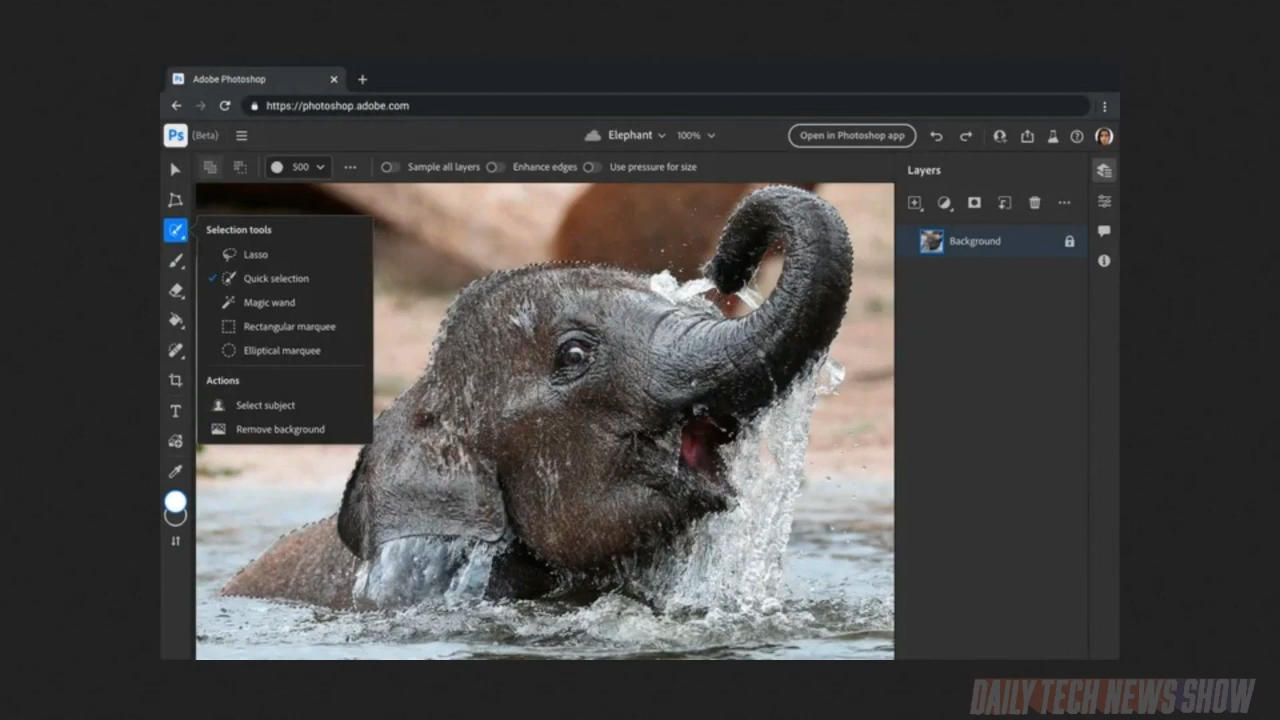 Ps Adobe Photoshop
https://photoshop.adobe.com
Ps (Beta) Elephant 100% Open in Photoshop app
500 Sample all layers Enhance edges Use pressure for size
Layers
Background
Selection tools
Lasso
Quick selection
Magic wand
Rectangular marquee
Elliptical marquee
Actions
Select subject
Remove background
T
DAILY TECH NEWS SHOW